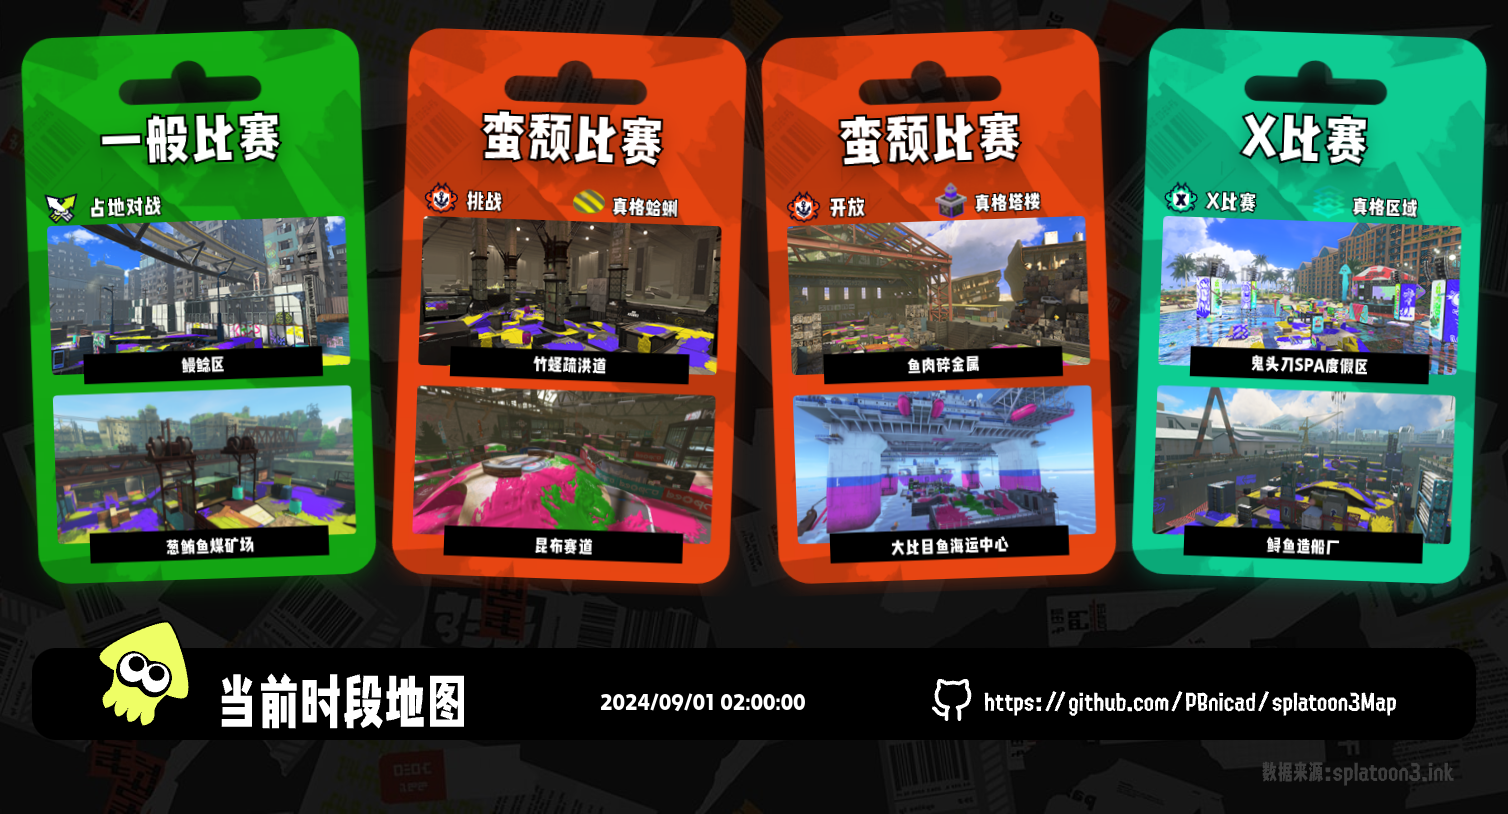 一般比赛
占地对战
鳗鲶区
葱鲔鱼煤矿场
蛮颓比赛
挑战
真格蛤蜊
竹蛏疏洪道
昆布赛道
蛮颓比赛
开放
真格塔楼
鱼肉碎金属
大比目鱼海运中心
X比赛
X比赛
真格区域
鬼头刀SPA度假区
鲟鱼造船厂
当前时段地图
2024/09/01 02:00:00
https://github.com/PBnicad/splatoon3Map
数据来源:splatoon3.ink